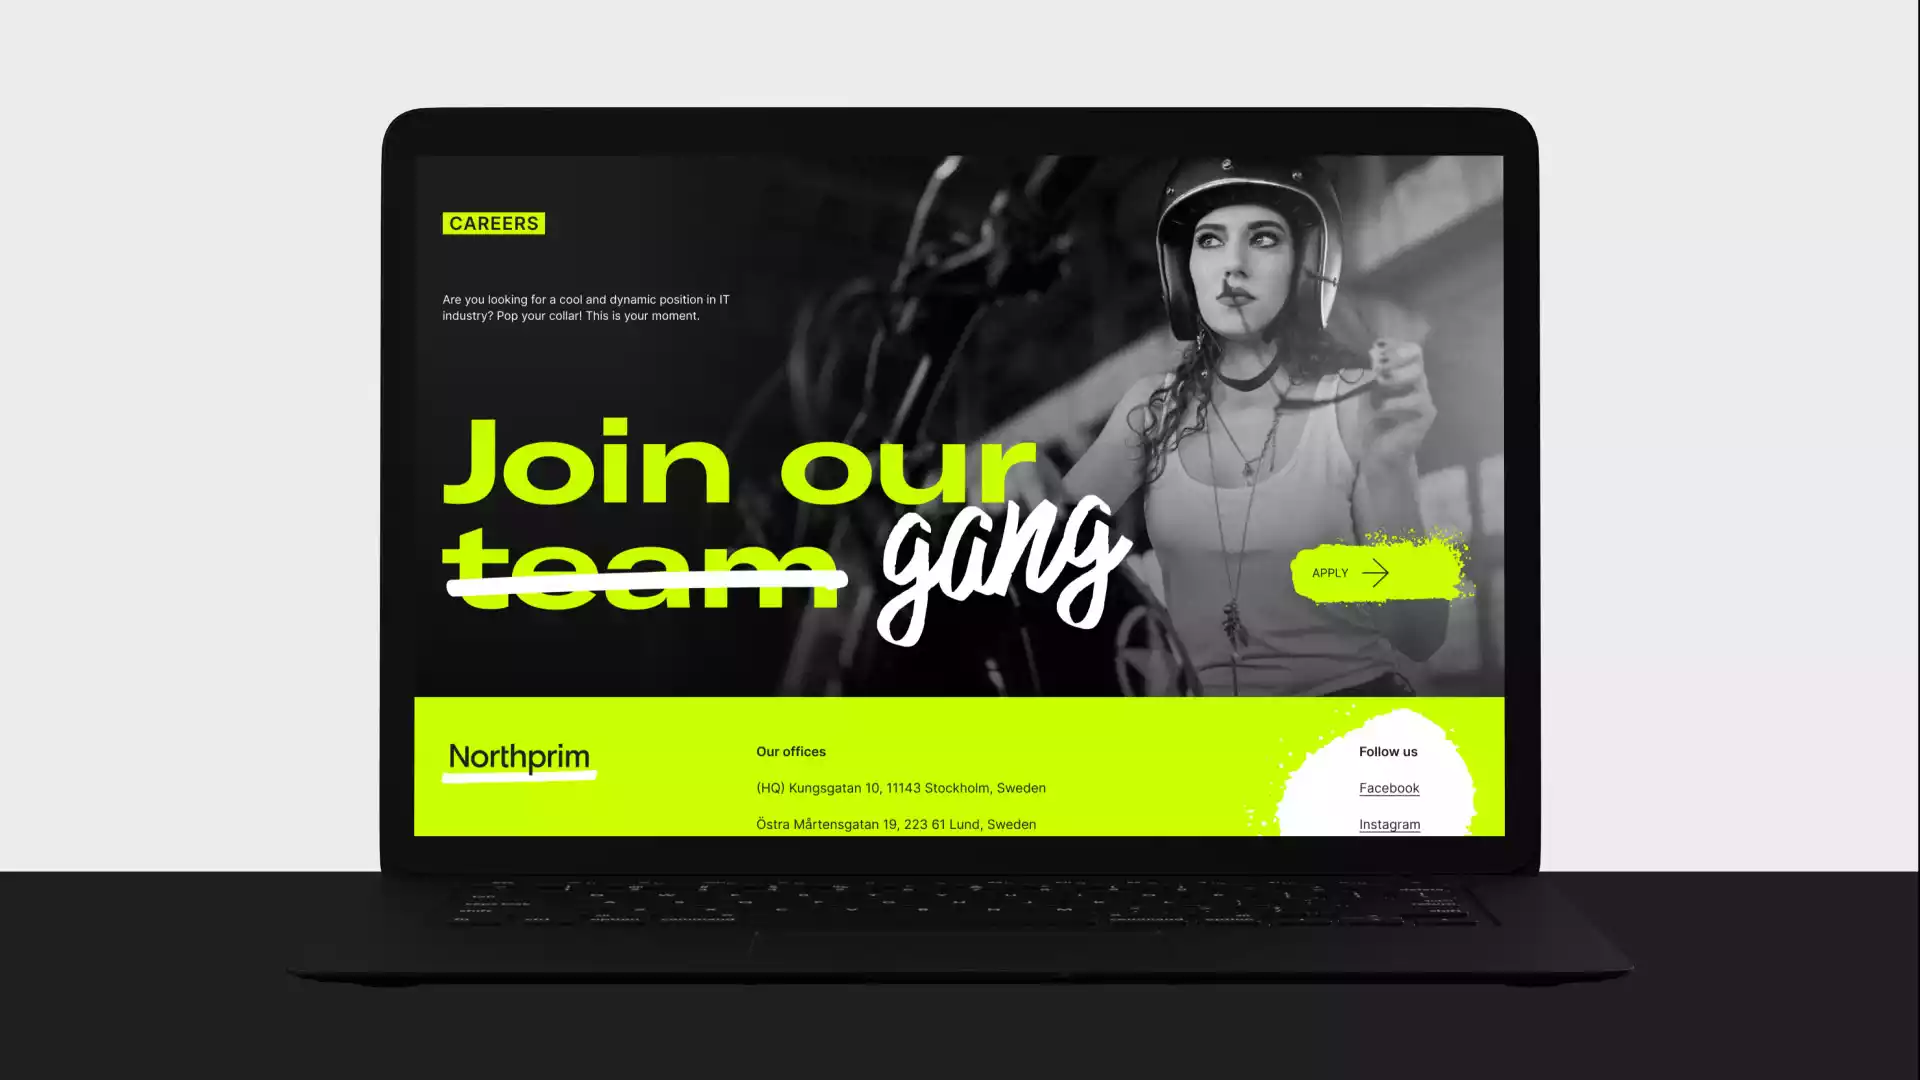 CAREERS
Are you looking for a cool and dynamic position in IT
industry? Pop your collar! This is your moment.
Join our
team gang
APPLY
Northprim
Our offices
(HQ) Kungsgatan 10, 11143 Stockholm, Sweden
Östra Mårtensgatan 19, 223 61 Lund, Sweden
Follow us
Facebook
Instagram